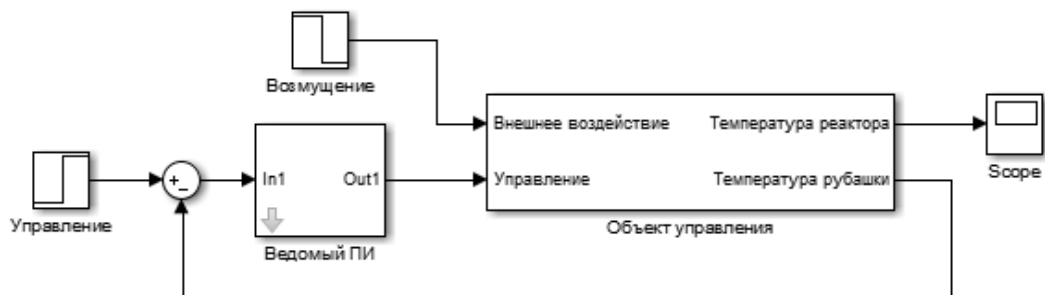 Возмущение
Внешнее воздействие
Температура реактора
+
_
In1
Out1
Управление
Температура рубашки
Scope
Управление
Ведомый ПИ
Объект управления